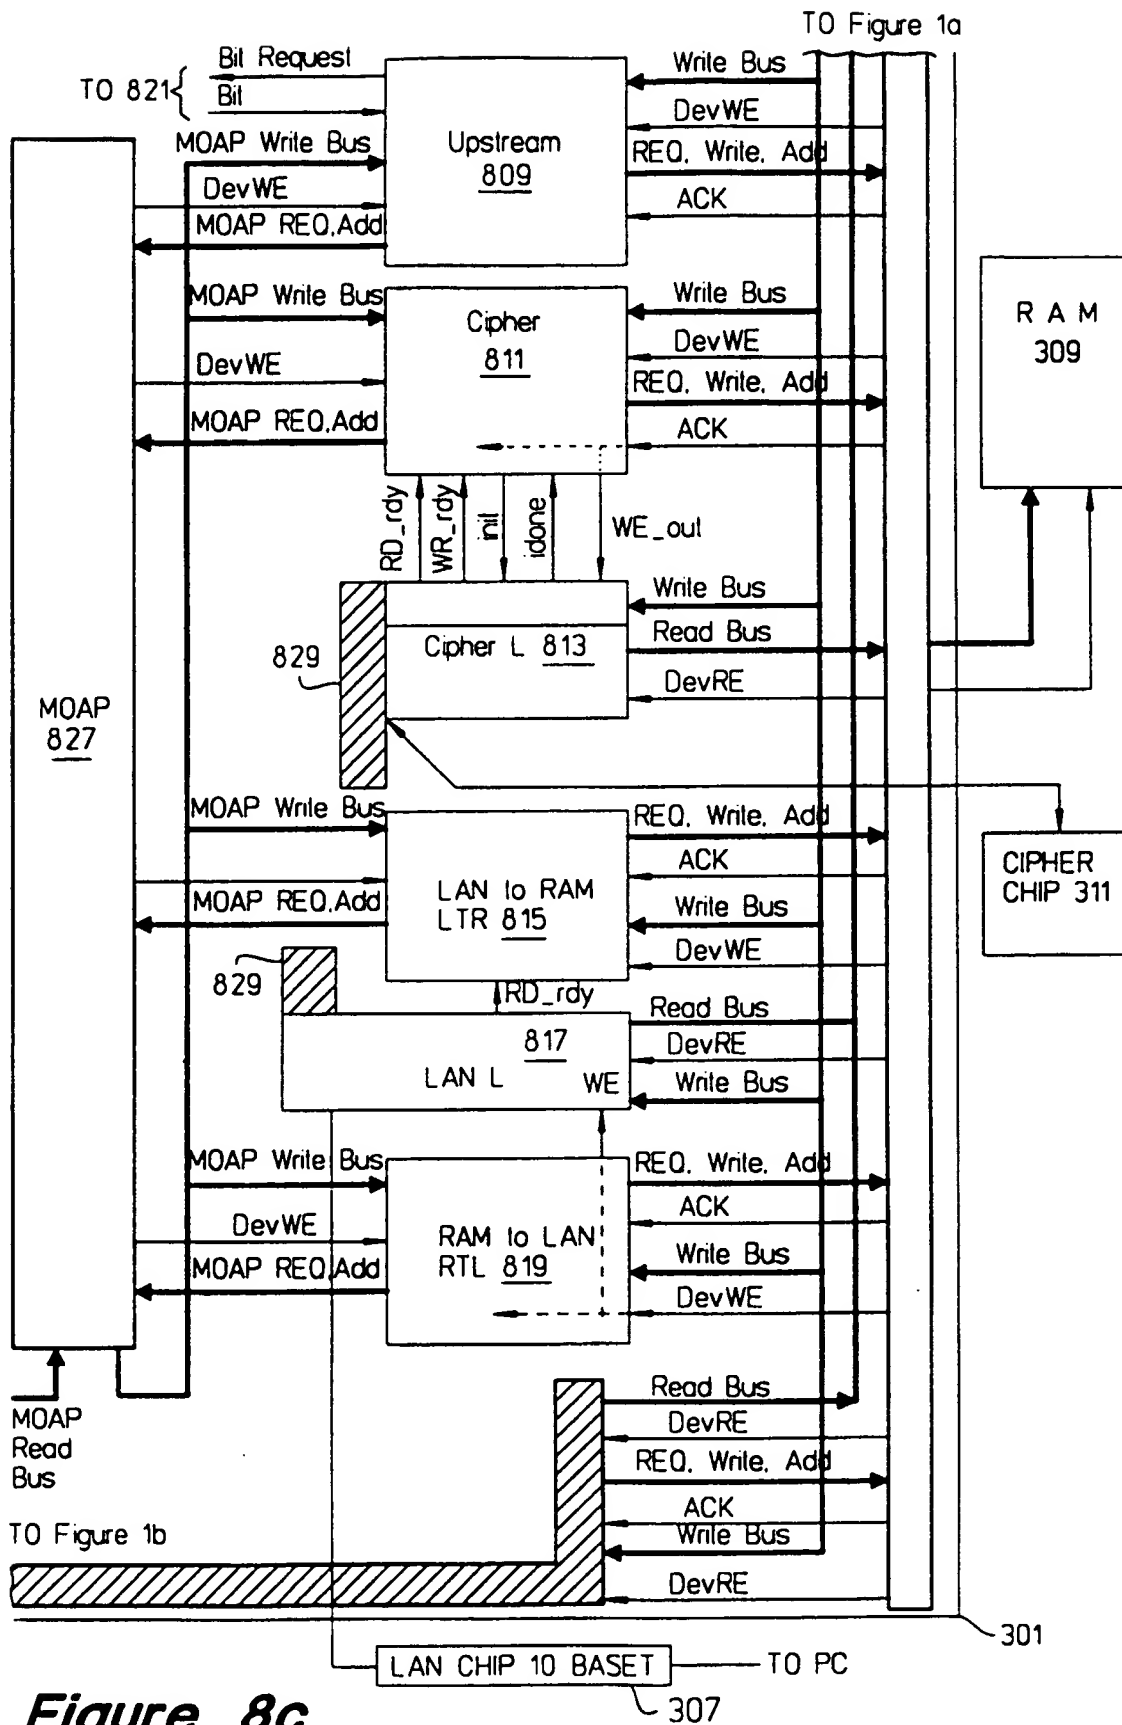 TO Figure 1a
Bit Request
TO 821
Bit
Write Bus
DevWE
MOAP Write Bus
Upstream
809
REQ, Write, Add
DevWE
ACK
MOAP REQ,Add
MOAP Write Bus
Write Bus
Cipher
811
DevWE
DevWE
REQ, Write, Add
MOAP REQ,Add
ACK
RAM
309
RD_rdy
WR_rdy
init
idone
WE_out
Write Bus
Cipher L 813
Read Bus
829
DevRE
MOAP
827
MOAP Write Bus
REQ, Write, Add
ACK
LAN to RAM
LTR 815
MOAP REQ,Add
Write Bus
DevWE
CIPHER
CHIP 311
829
RD_rdy
Read Bus
817
DevRE
LAN L
WE
Write Bus
MOAP Write Bus
REQ, Write, Add
DevWE
ACK
RAM to LAN
RTL 819
Write Bus
MOAP REQ,Add
DevWE
Read Bus
MOAP
Read
Bus
DevRE
REQ, Write, Add
ACK
TO Figure 1b
Write Bus
DevRE
301
LAN CHIP 10 BASET
TO PC
307
Figure 8c